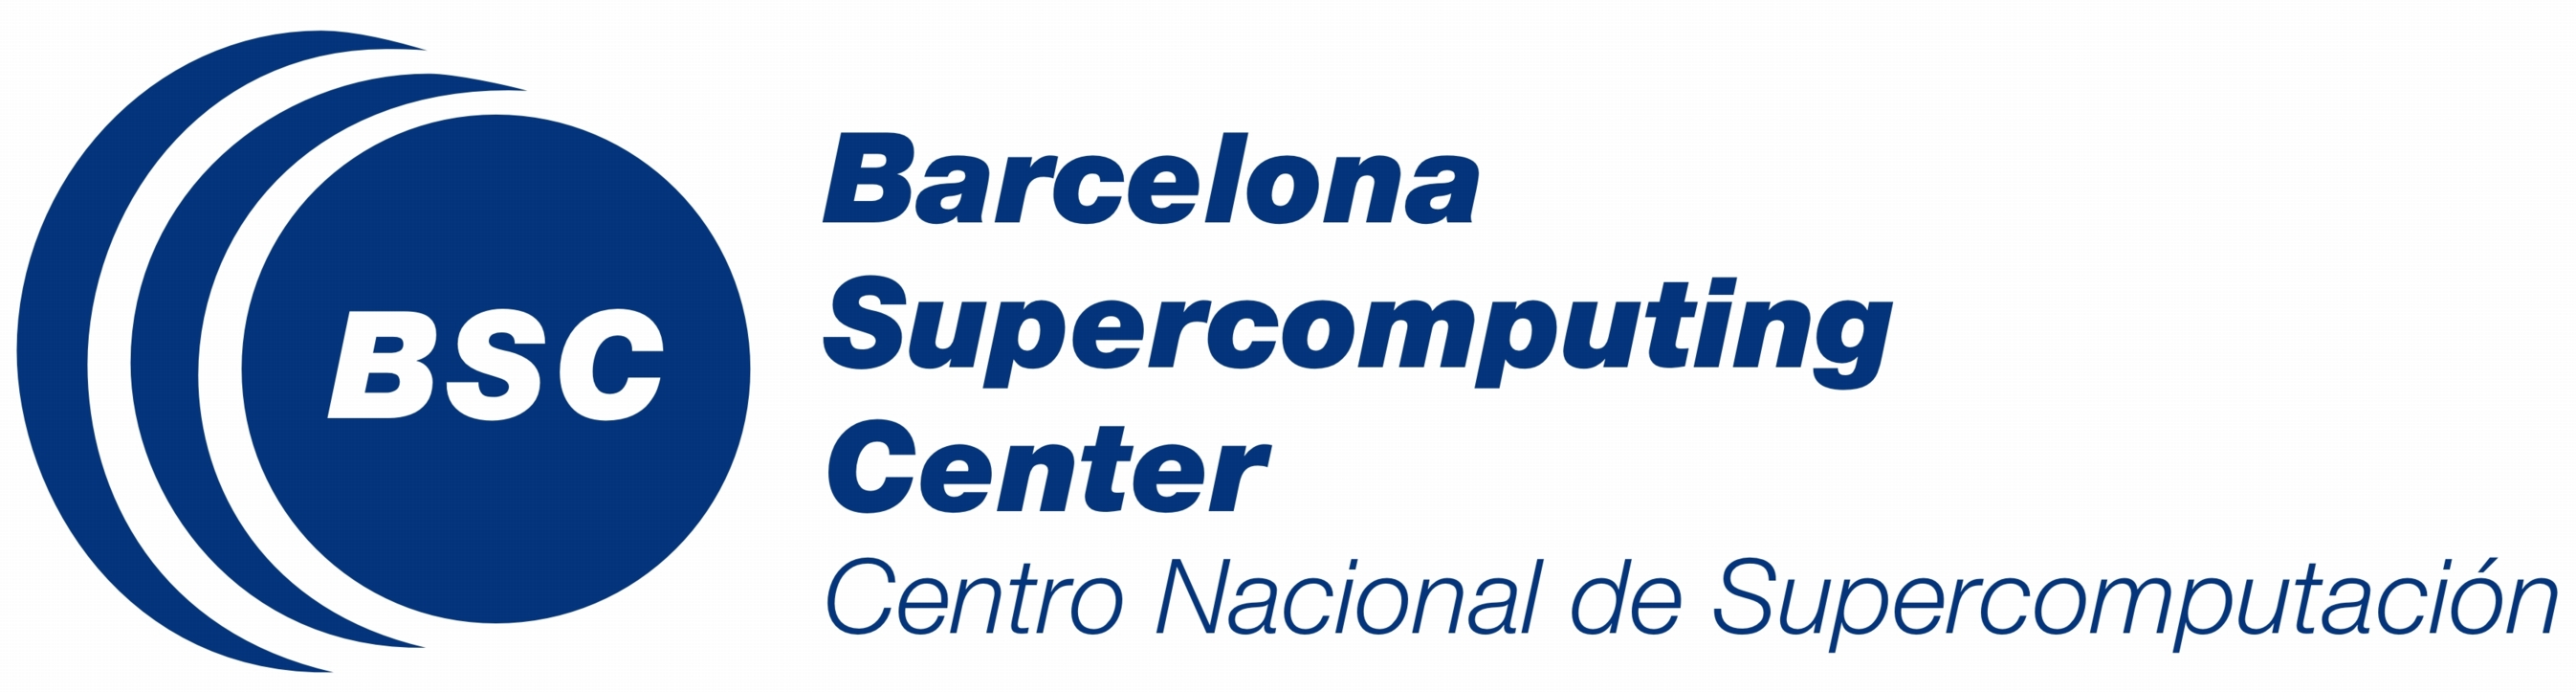 BSC
Barcelona
Supercomputing
Center
Centro Nacional de Supercomputación